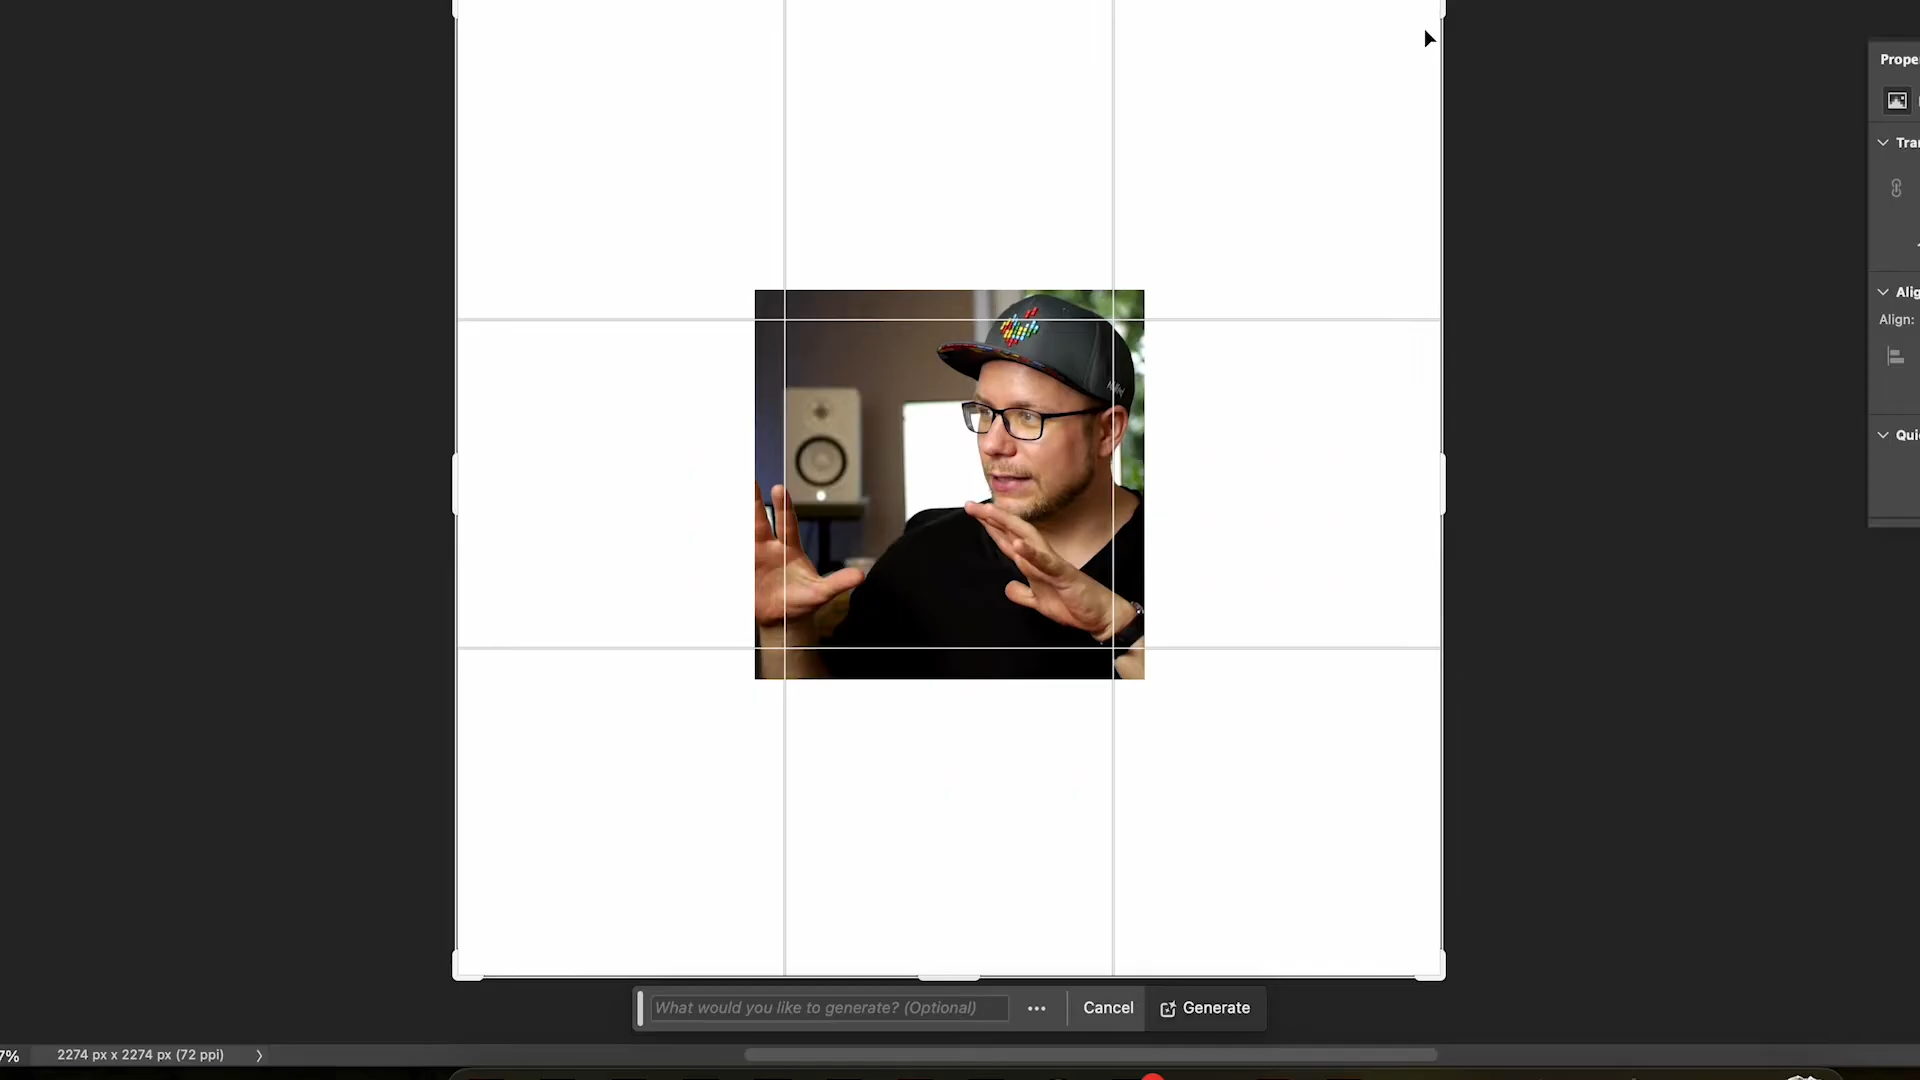 Prope
Tra
Alig
Align:
Quic
What would you like to generate? (Optional)
Cancel
Generate
7%
2274 px x 2274 px (72 ppi)